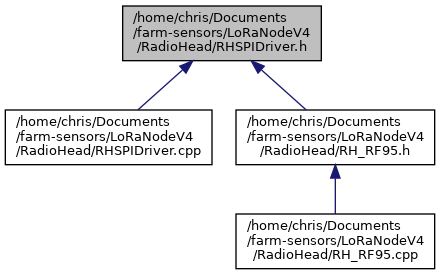 /home/chris/Documents
/farm-sensors/LoRaNodeV4
/RadioHead/RHSPIDriver.h
/home/chris/Documents
/farm-sensors/LoRaNodeV4
/RadioHead/RHSPIDriver.cpp
/home/chris/Documents
/farm-sensors/LoRaNodeV4
/RadioHead/RH_RF95.h
/home/chris/Documents
/farm-sensors/LoRaNodeV4
/RadioHead/RH_RF95.cpp